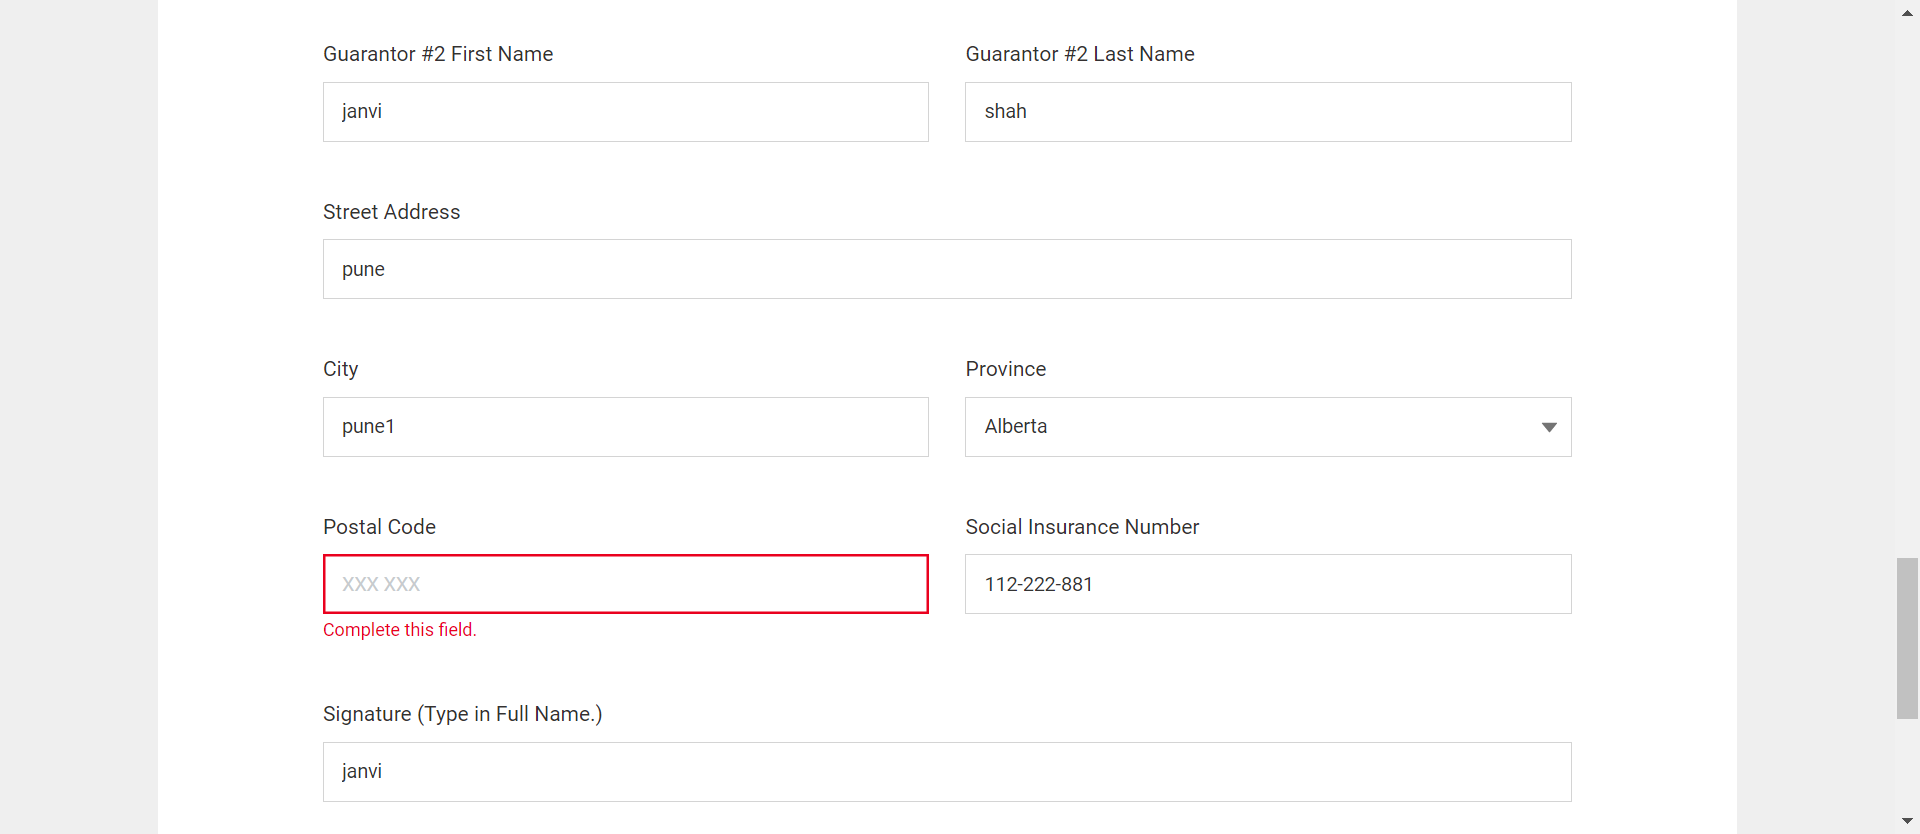 Guarantor #2 First Name
Guarantor #2 Last Name
janvi
shah
Street Address
pune
City
Province
pune1
Alberta
Postal Code
Social Insurance Number
XXX XXX
112-222-881
Complete this field.
Signature (Type in Full Name.)
janvi